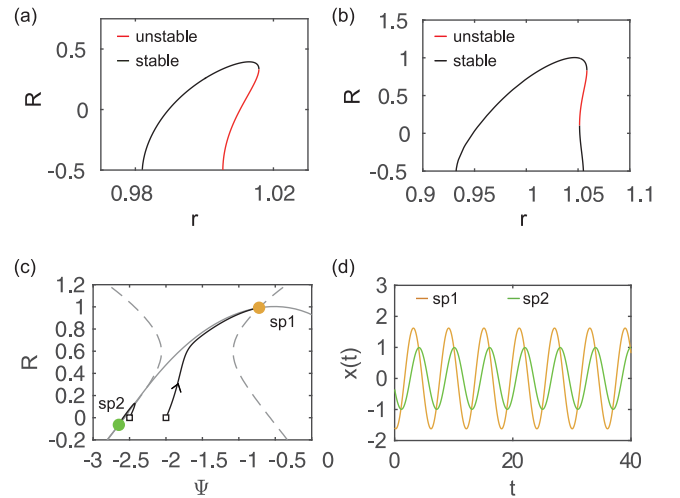 (a)
unstable
stable
0.5
0
-0.5
R
0.98
1.02
r
(b)
unstable
stable
1.5
1
0.5
0
-0.5
R
0.9
0.95
1
1.05
1.1
r
(c)
1.2
1
0.8
0.6
0.4
0.2
0
-0.2
R
sp1
sp2
-3
-2.5
-2
-1.5
-1
-0.5
0
Ψ
(d)
sp1
sp2
3
2
1
0
-1
-2
x(t)
0
20
40
t